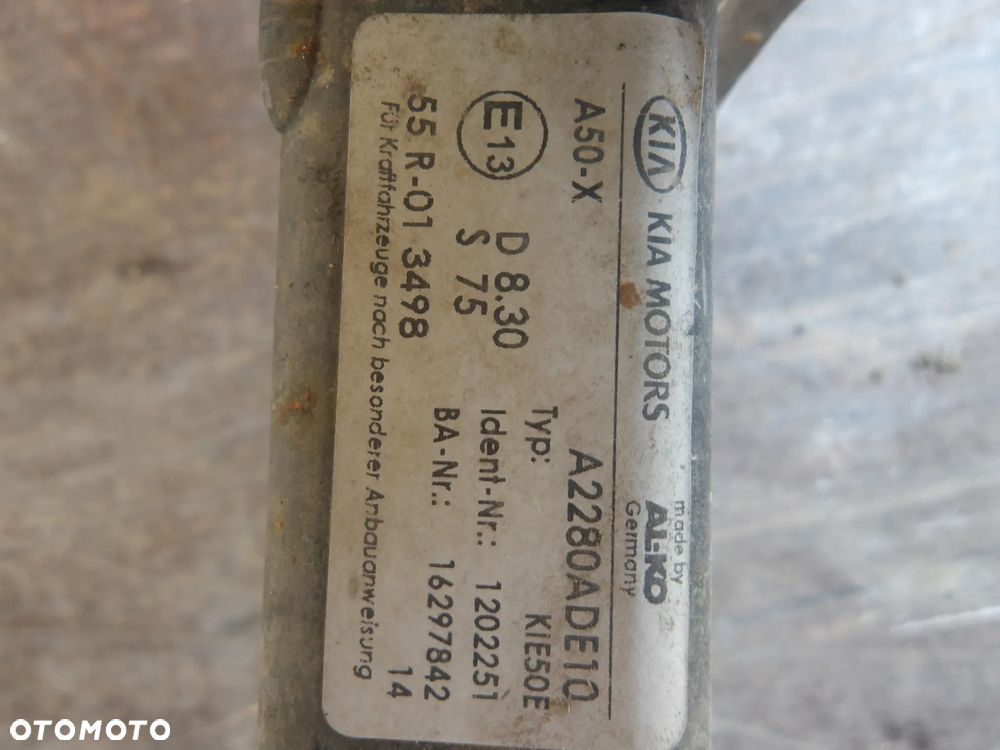 KIA KIA MOTORS
made by
AL-KO
Germany
A50-X
A2280ADE10
E13
D 8.30
Typ: KIE50E
S 75
Ident-Nr.: 1202251
55 R-01 3498
BA-Nr.: 16297842
Für Kraftfahrzeuge nach besonderer Anbauanweisung
14
OTOMOTO